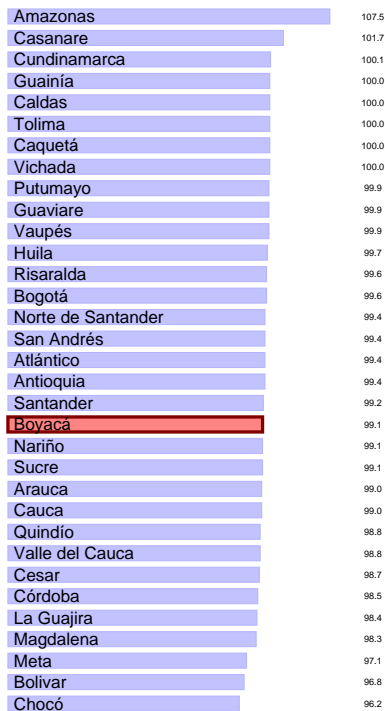 Amazonas 107.5
Casanare 101.7
Cundinamarca 100.1
Guainía 100.0
Caldas 100.0
Tolima 100.0
Caquetá 100.0
Vichada 100.0
Putumayo 99.9
Guaviare 99.9
Vaupés 99.9
Huila 99.7
Risaralda 99.6
Bogotá 99.6
Norte de Santander 99.4
San Andrés 99.4
Atlántico 99.4
Antioquia 99.4
Santander 99.2
Boyacá 99.1
Nariño 99.1
Sucre 99.1
Arauca 99.0
Cauca 99.0
Quindío 98.8
Valle del Cauca 98.8
Cesar 98.7
Córdoba 98.5
La Guajira 98.4
Magdalena 98.3
Meta 97.1
Bolivar 96.8
Chocó 96.2